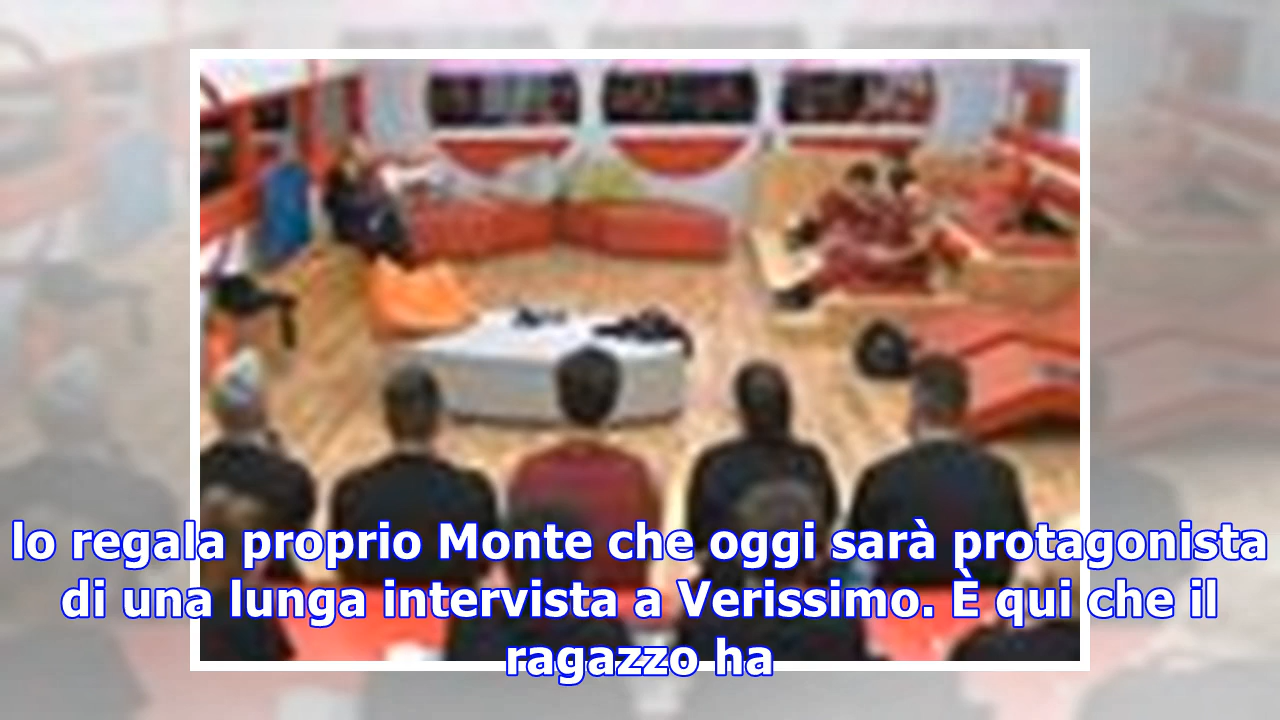 lo regala proprio Monte che oggi sarà protagonista
di una lunga intervista a Verissimo. È qui che il
ragazzo ha